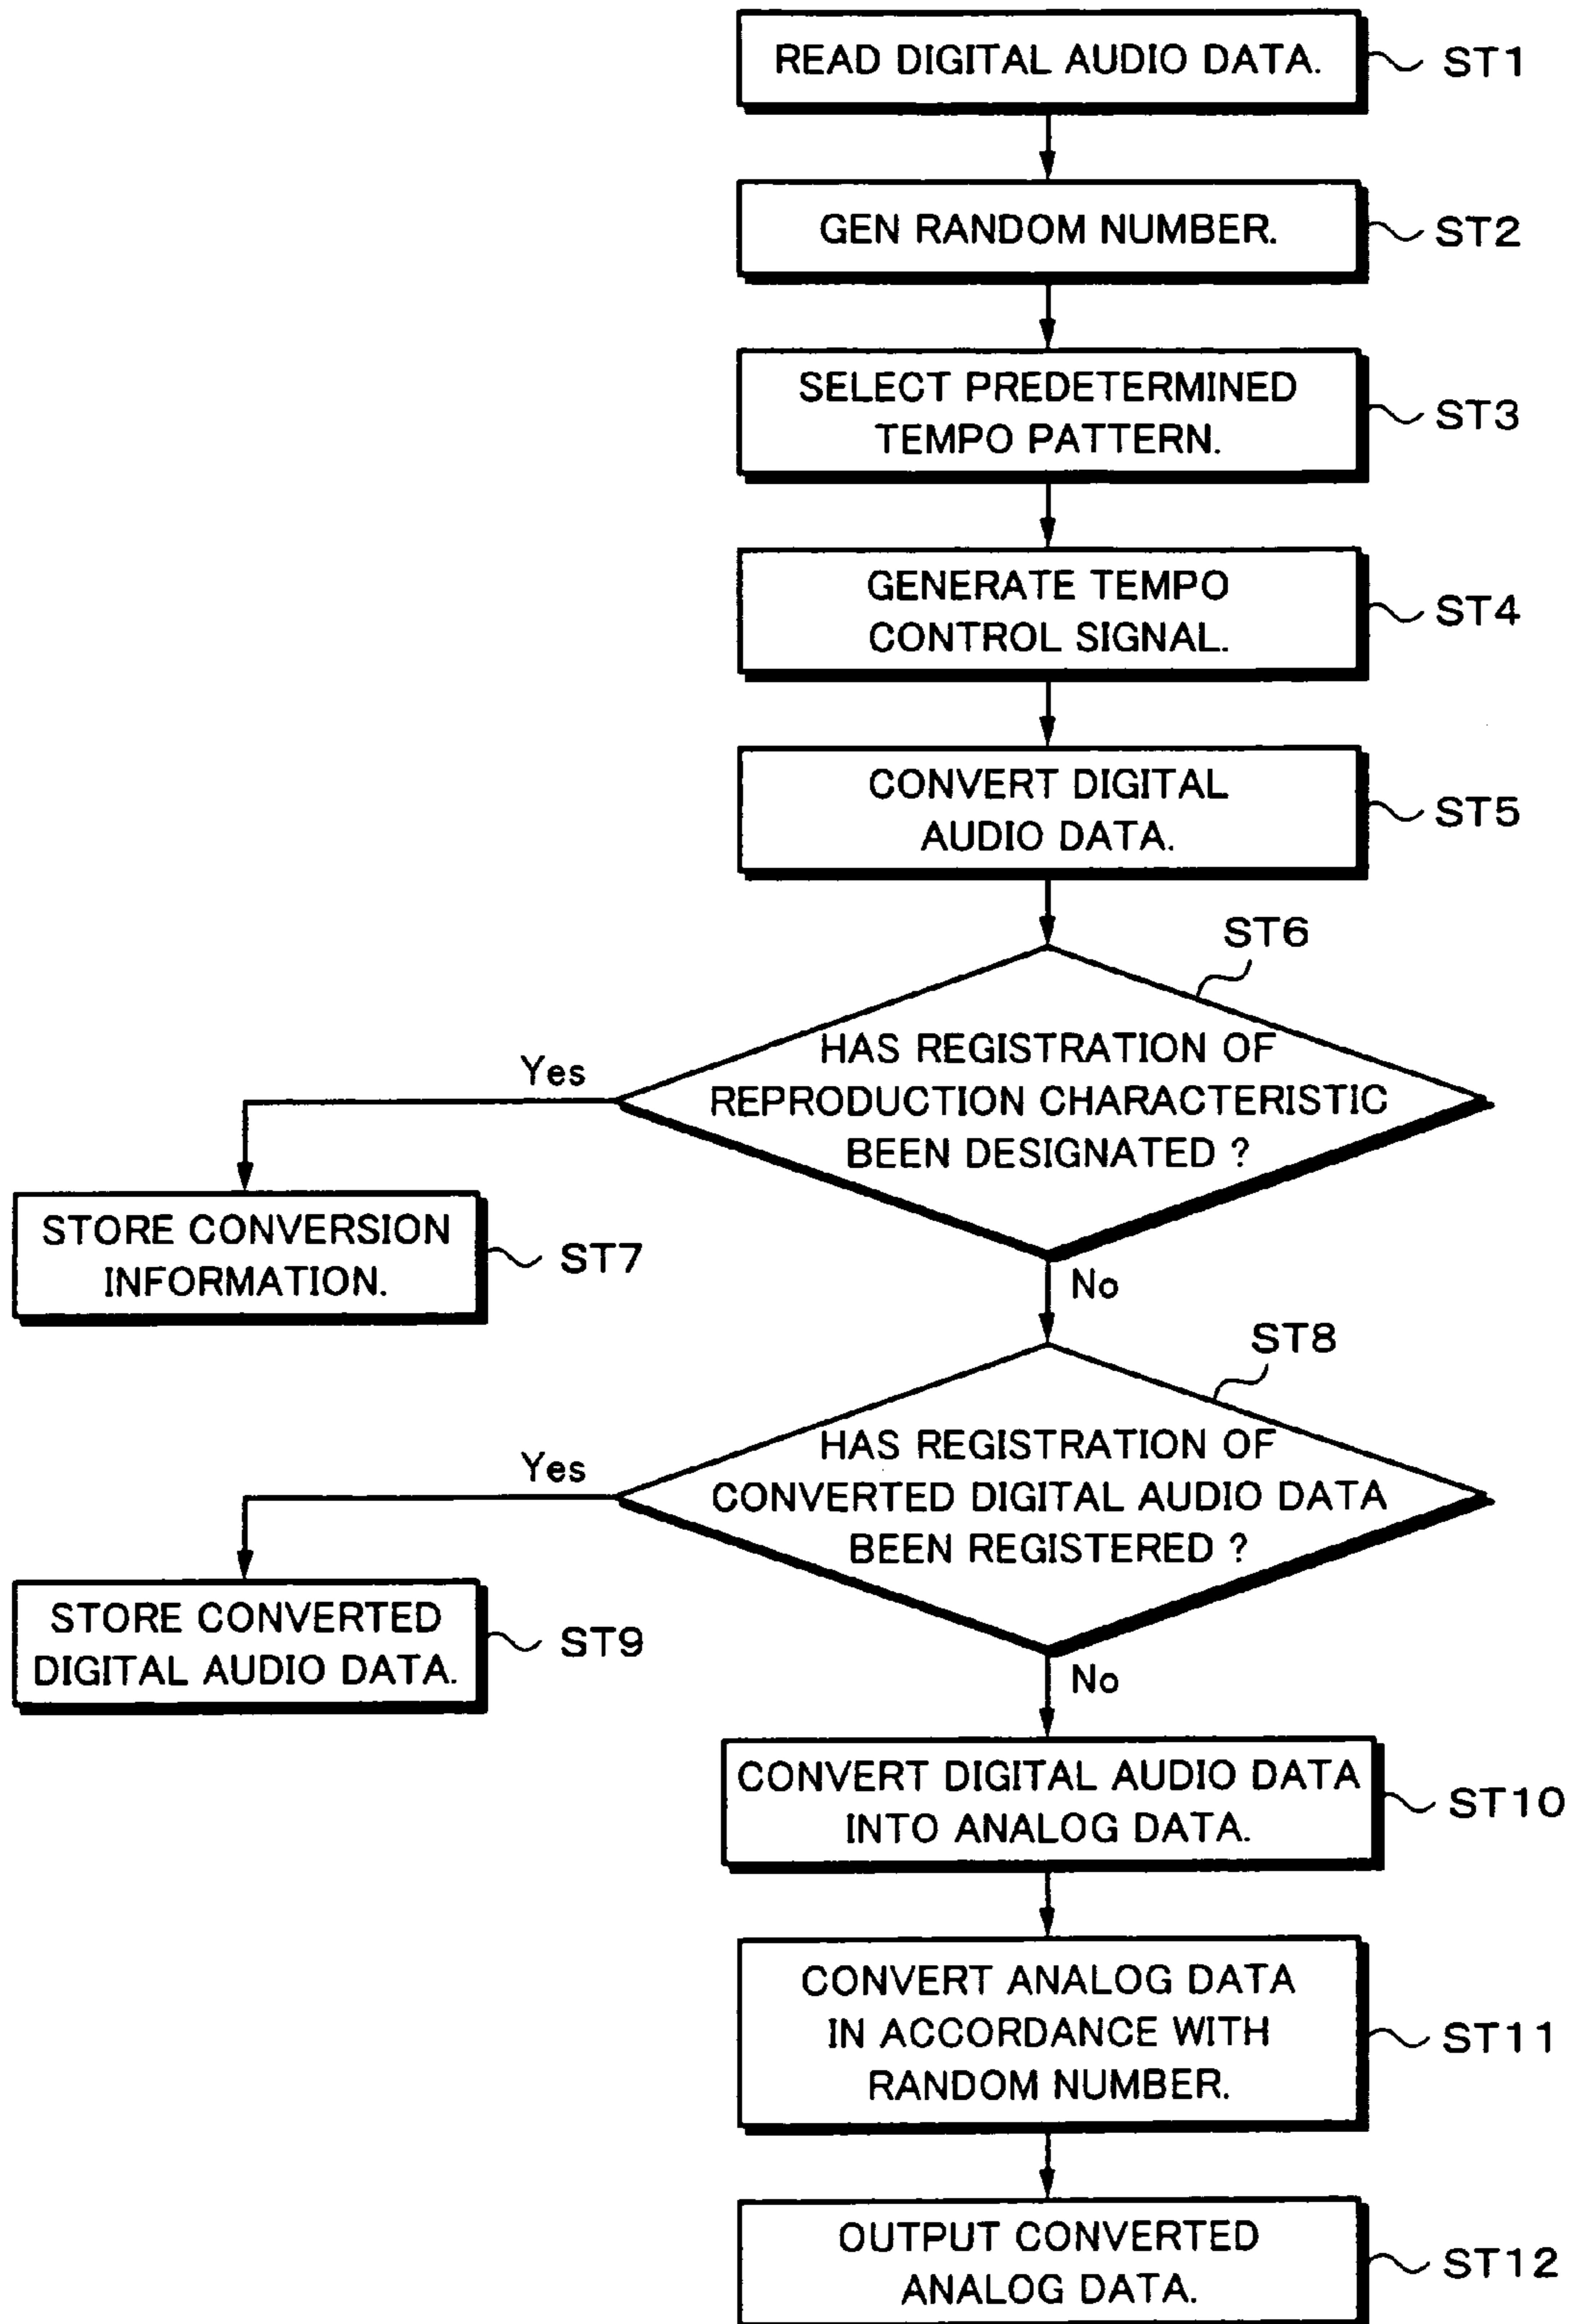 READ DIGITAL AUDIO DATA.
ST1
GEN RANDOM NUMBER.
ST2
SELECT PREDETERMINED
TEMPO PATTERN.
ST3
GENERATE TEMPO
CONTROL SIGNAL.
ST4
CONVERT DIGITAL
AUDIO DATA.
ST5
ST6
HAS REGISTRATION OF
REPRODUCTION CHARACTERISTIC
BEEN DESIGNATED ?
Yes
STORE CONVERSION
INFORMATION.
ST7
No
ST8
HAS REGISTRATION OF
CONVERTED DIGITAL AUDIO DATA
BEEN REGISTERED ?
Yes
STORE CONVERTED
DIGITAL AUDIO DATA.
ST9
No
CONVERT DIGITAL AUDIO DATA
INTO ANALOG DATA.
ST10
CONVERT ANALOG DATA
IN ACCORDANCE WITH
RANDOM NUMBER.
ST11
OUTPUT CONVERTED
ANALOG DATA.
ST12